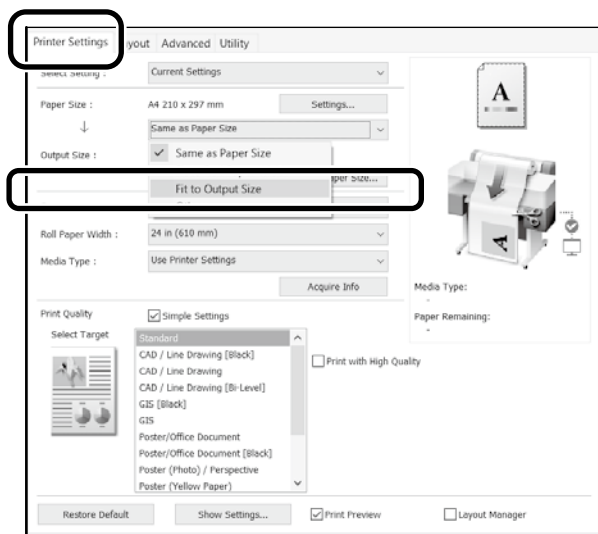 Printer Settings
yout
Advanced
Utility
Select Setting :
Current Settings
Paper Size :
A4 210 x 297 mm
Settings...
↓
Same as Paper Size
Output Size :
✓ Same as Paper Size
Size...
Fit to Output Size
Roll Paper Width :
24 in (610 mm)
Media Type :
Use Printer Settings
Acquire Info
A
A
Media Type:
-
Paper Remaining:
-
Print Quality
Simple Settings
Select Target
Standard
CAD / Line Drawing [Black]
CAD / Line Drawing
CAD / Line Drawing [Bi-Level]
GIS [Black]
GIS
Poster/Office Document
Poster/Office Document [Black]
Poster (Photo) / Perspective
Poster (Yellow Paper)
Print with High Quality
Restore Default
Show Settings...
Print Preview
Layout Manager